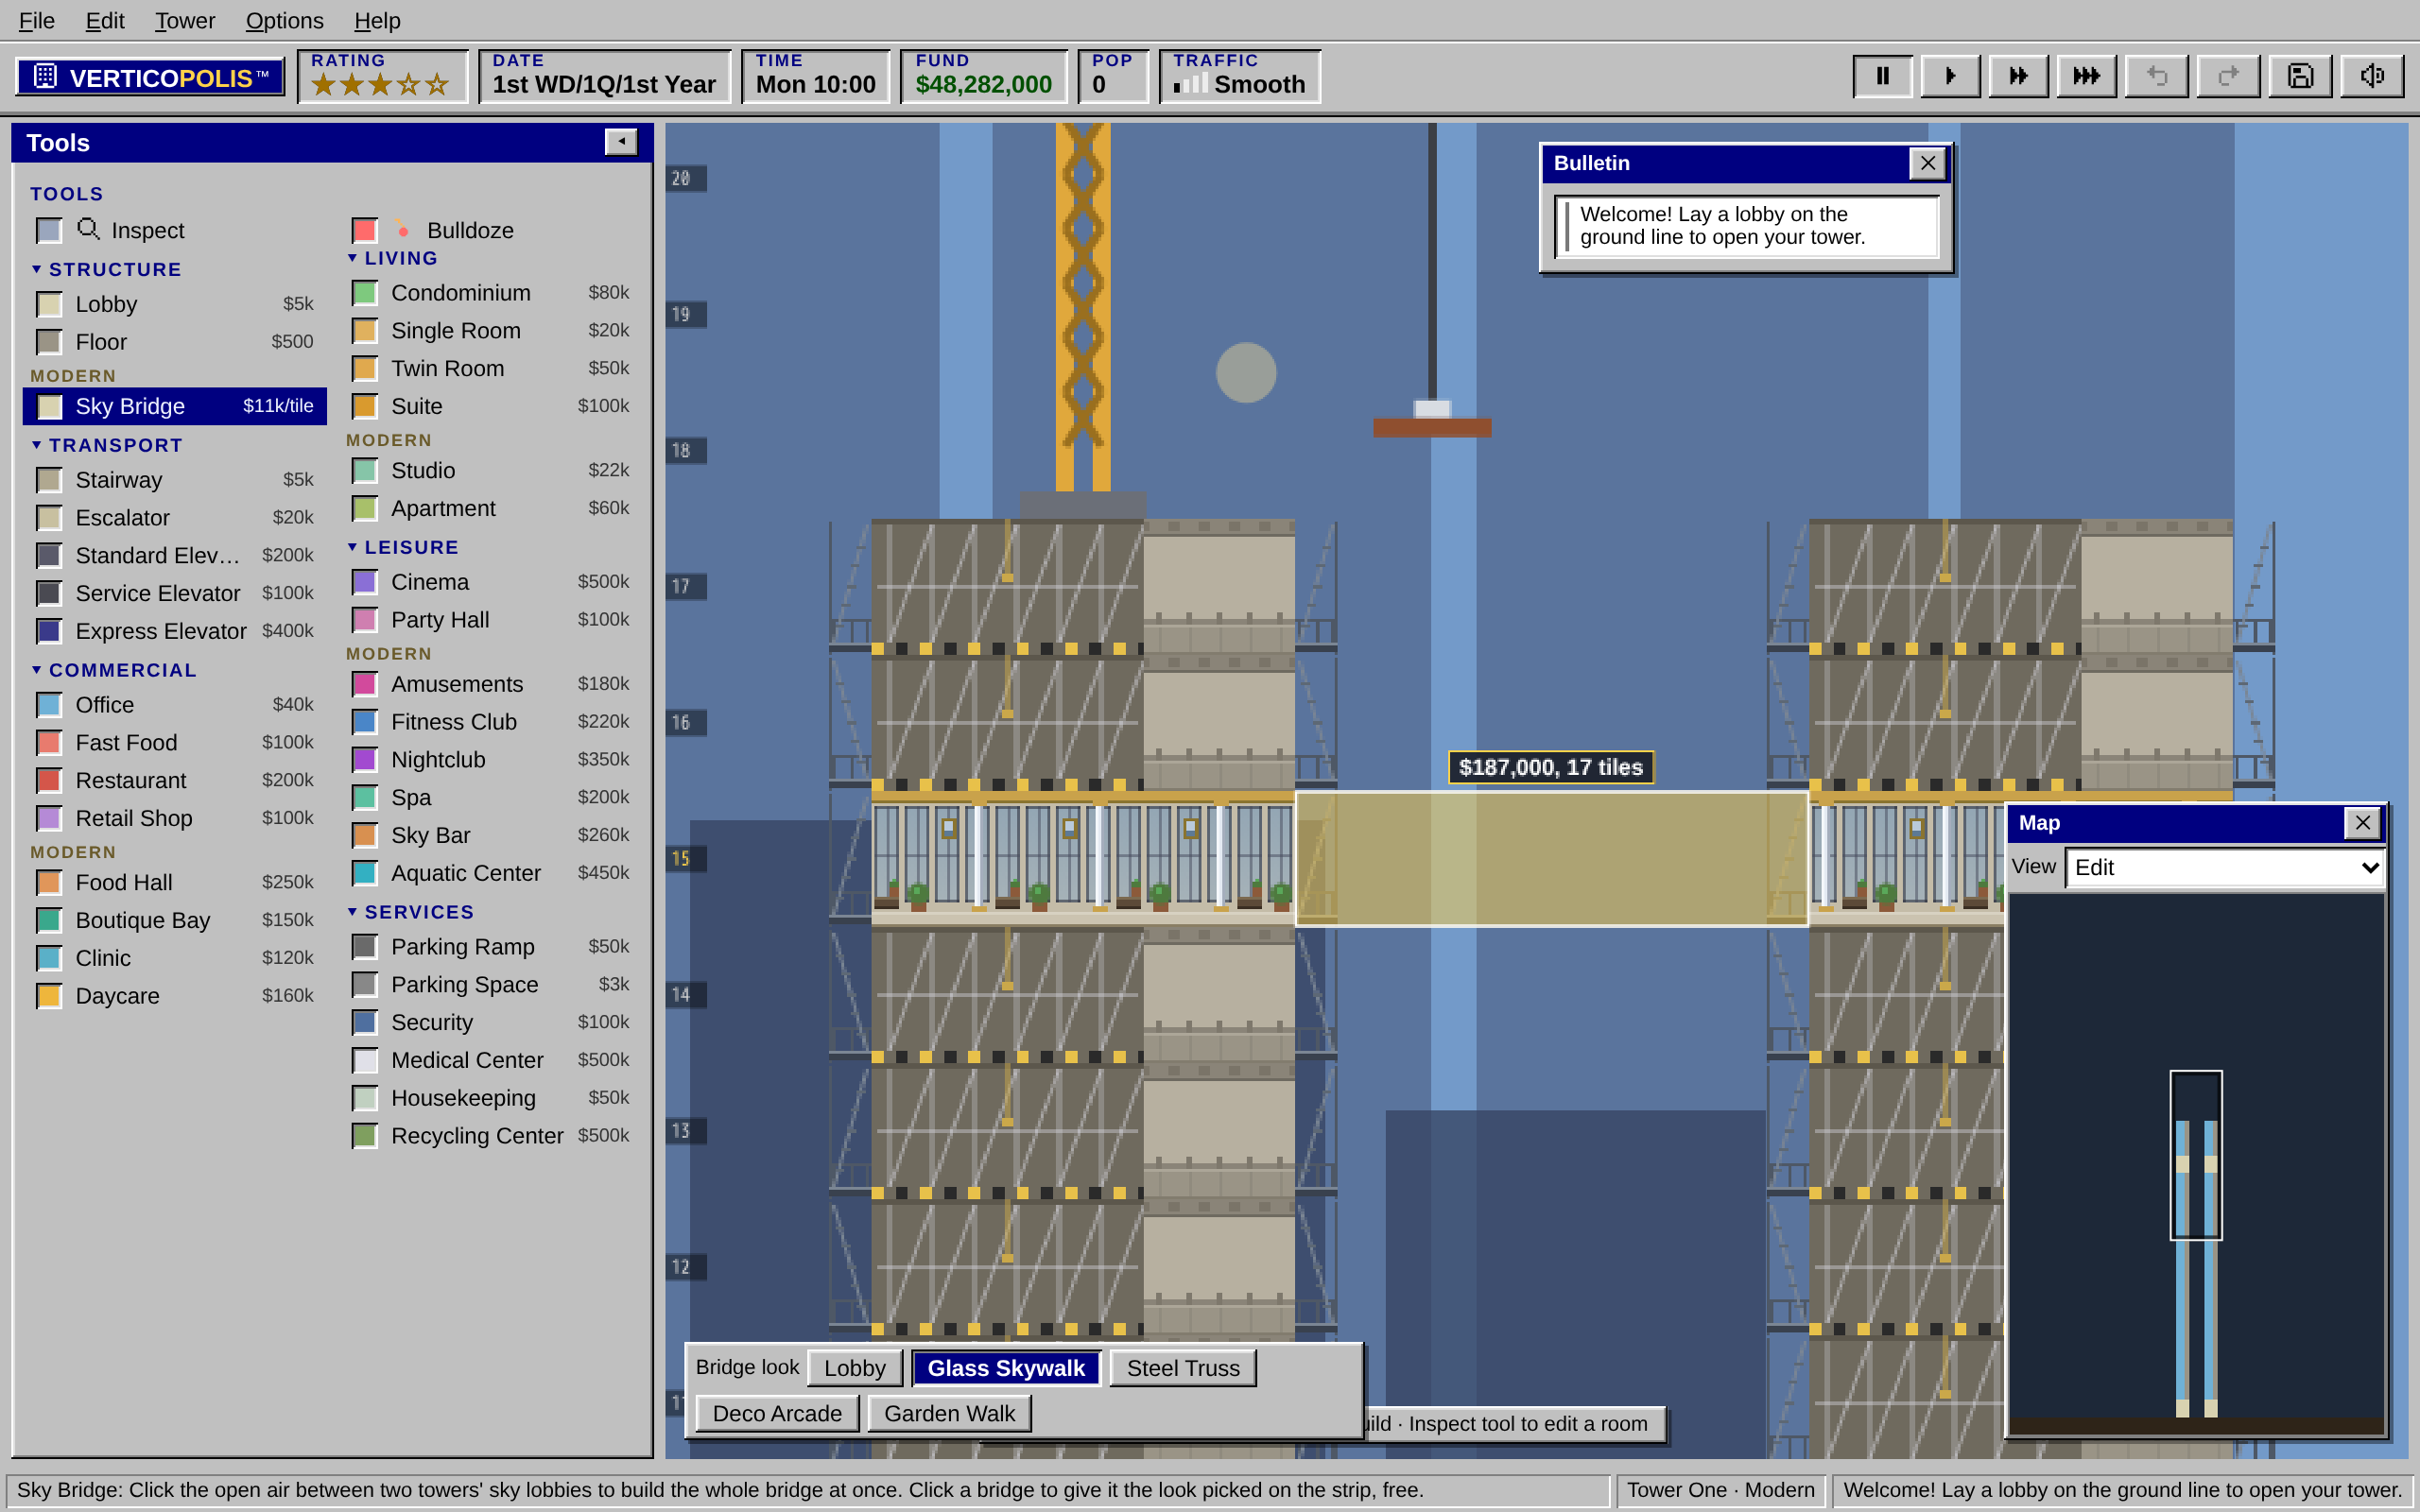 File Edit Tower Options Help
VERTICOPOLIS™
RATING
DATE
1st WD/1Q/1st Year
TIME
Mon 10:00
FUND
$48,282,000
POP
0
TRAFFIC
Smooth
Tools
TOOLS
Inspect
Bulldoze
STRUCTURE
Lobby $5k
Floor $500
MODERN
Sky Bridge $11k/tile
TRANSPORT
Stairway $5k
Escalator $20k
Standard Elev… $200k
Service Elevator $100k
Express Elevator $400k
COMMERCIAL
Office $40k
Fast Food $100k
Restaurant $200k
Retail Shop $100k
MODERN
Food Hall $250k
Boutique Bay $150k
Clinic $120k
Daycare $160k
LIVING
Condominium $80k
Single Room $20k
Twin Room $50k
Suite $100k
MODERN
Studio $22k
Apartment $60k
LEISURE
Cinema $500k
Party Hall $100k
MODERN
Amusements $180k
Fitness Club $220k
Nightclub $350k
Spa $200k
Sky Bar $260k
Aquatic Center $450k
SERVICES
Parking Ramp $50k
Parking Space $3k
Security $100k
Medical Center $500k
Housekeeping $50k
Recycling Center $500k
20
19
18
17
16
15
14
13
12
Bulletin
Welcome! Lay a lobby on the
ground line to open your tower.
$187,000, 17 tiles
Map
View Edit
Bridge look Lobby Glass Skywalk Steel Truss
Deco Arcade Garden Walk
· Inspect tool to edit a room
Sky Bridge: Click the open air between two towers' sky lobbies to build the whole bridge at once. Click a bridge to give it the look picked on the strip, free.
Tower One · Modern
Welcome! Lay a lobby on the ground line to open your tower.